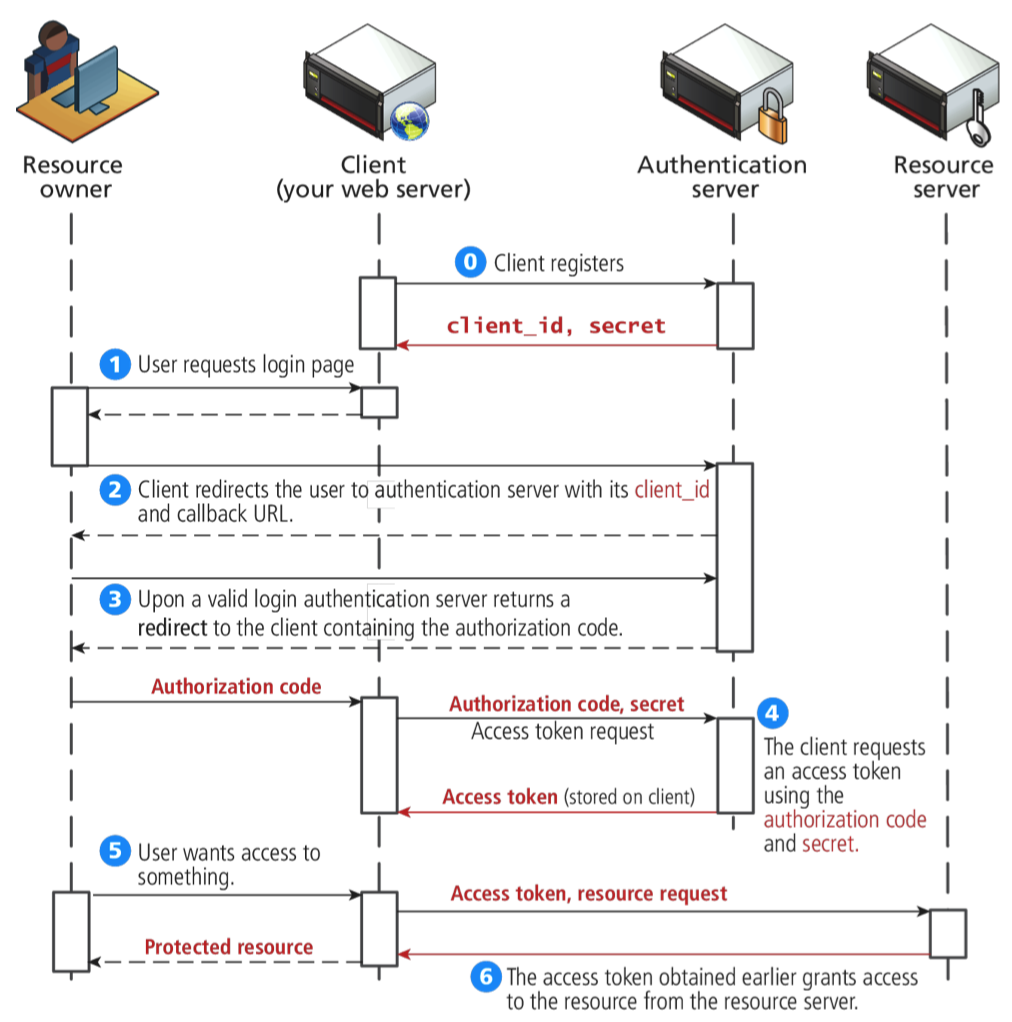 Resource
owner
Client
(your web server)
Authentication
server
Resource
server
0 Client registers
client_id, secret
1 User requests login page
2 Client redirects the user to authentication server with its client_id
and callback URL.
3 Upon a valid login authentication server returns a
redirect to the client containing the authorization code.
Authorization code
Authorization code, secret
Access token request
4
The client requests
an access token
using the
authorization code
and secret.
Access token (stored on client)
5 User wants access to
something.
Access token, resource request
Protected resource
6 The access token obtained earlier grants access
to the resource from the resource server.